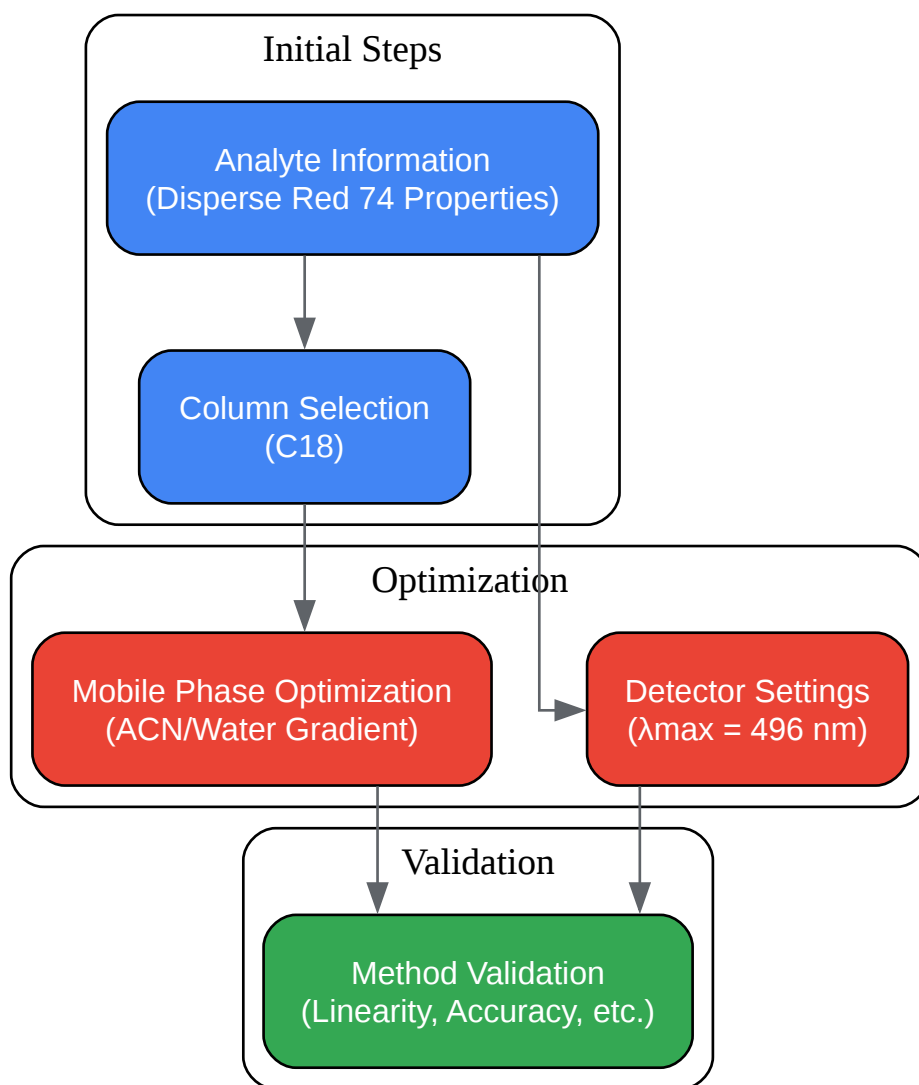 Initial Steps
Analyte Information
(Disperse Red 74 Properties)
Column Selection
(C18)
Optimization
Mobile Phase Optimization
(ACN/Water Gradient)
Detector Settings
(λmax = 496 nm)
Validation
Method Validation
(Linearity, Accuracy, etc.)